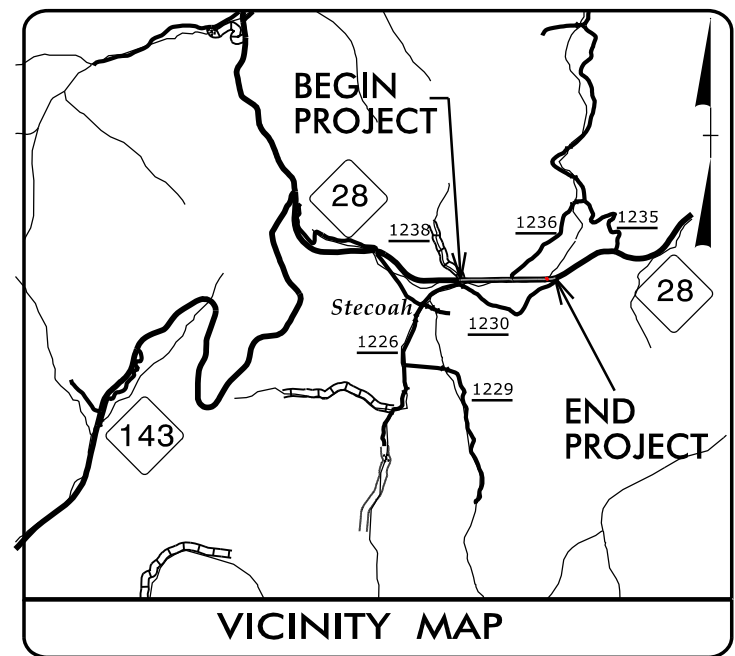 BEGIN
PROJECT
28
1238
1236
1235
28
Stecoah
1230
1226
1229
143
END
PROJECT
VICINITY MAP